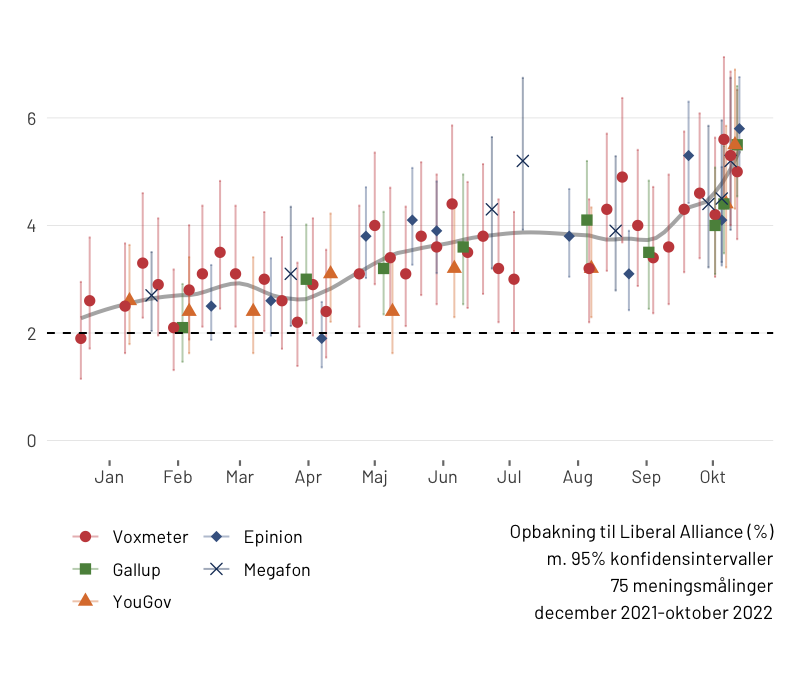 6
4
2
0
Jan Feb Mar Apr Maj Jun Jul Aug Sep Okt
Voxmeter Epinion
Gallup Megafon
YouGov
Opbakning til Liberal Alliance (%)
m. 95% konfidensintervaller
75 meningsmålinger
december 2021-oktober 2022